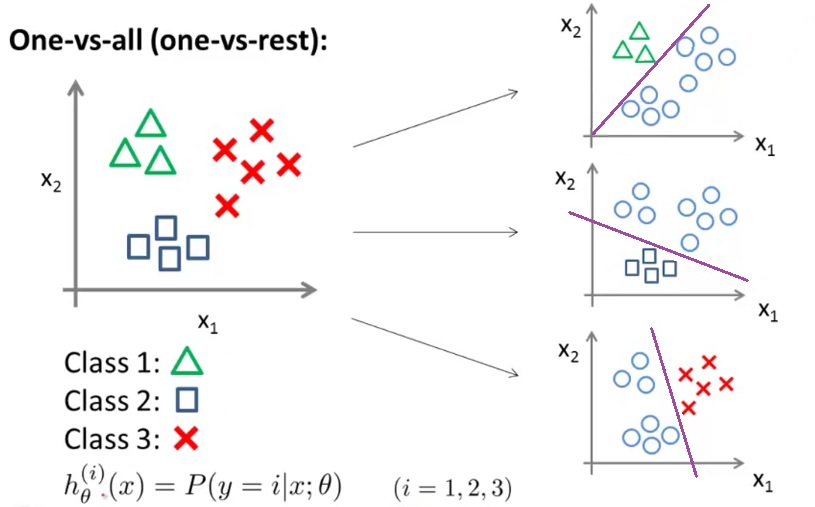 One-vs-all (one-vs-rest):
x₂
x₁
Class 1:
Class 2:
Class 3:
h_θ^{(i)}(x) = P(y = i|x; θ) (i = 1, 2, 3)
x₂
x₁
x₂
x₁
x₂
x₁